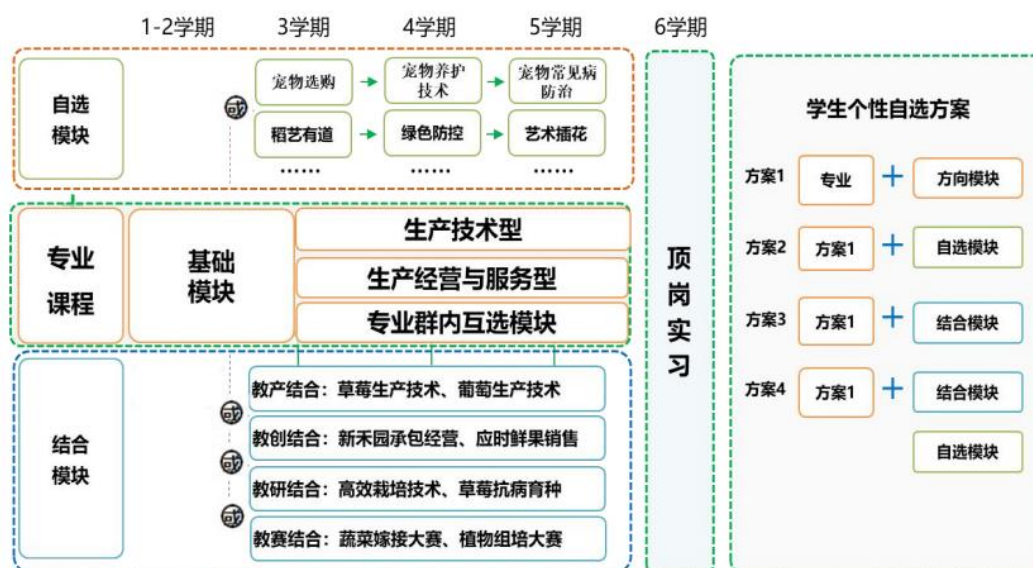 1-2学期
3学期
4学期
5学期
6学期
自选
模块
或
宠物选购
宠物养护
技术
宠物常见病
防治
稻艺有道
绿色防控
艺术插花
……
……
……
专业
课程
基础
模块
生产技术型
生产经营与服务型
专业群内互选模块
结合
模块
教产结合：草莓生产技术、葡萄生产技术
或
教创结合：新禾园承包经营、应时鲜果销售
或
教研结合：高效栽培技术、草莓抗病育种
或
教赛结合：蔬菜嫁接大赛、植物组培大赛
顶
岗
实
习
学生个性自选方案
方案1
专业
+
方向模块
方案2
方案1
+
自选模块
方案3
方案1
+
结合模块
方案4
方案1
+
结合模块
自选模块